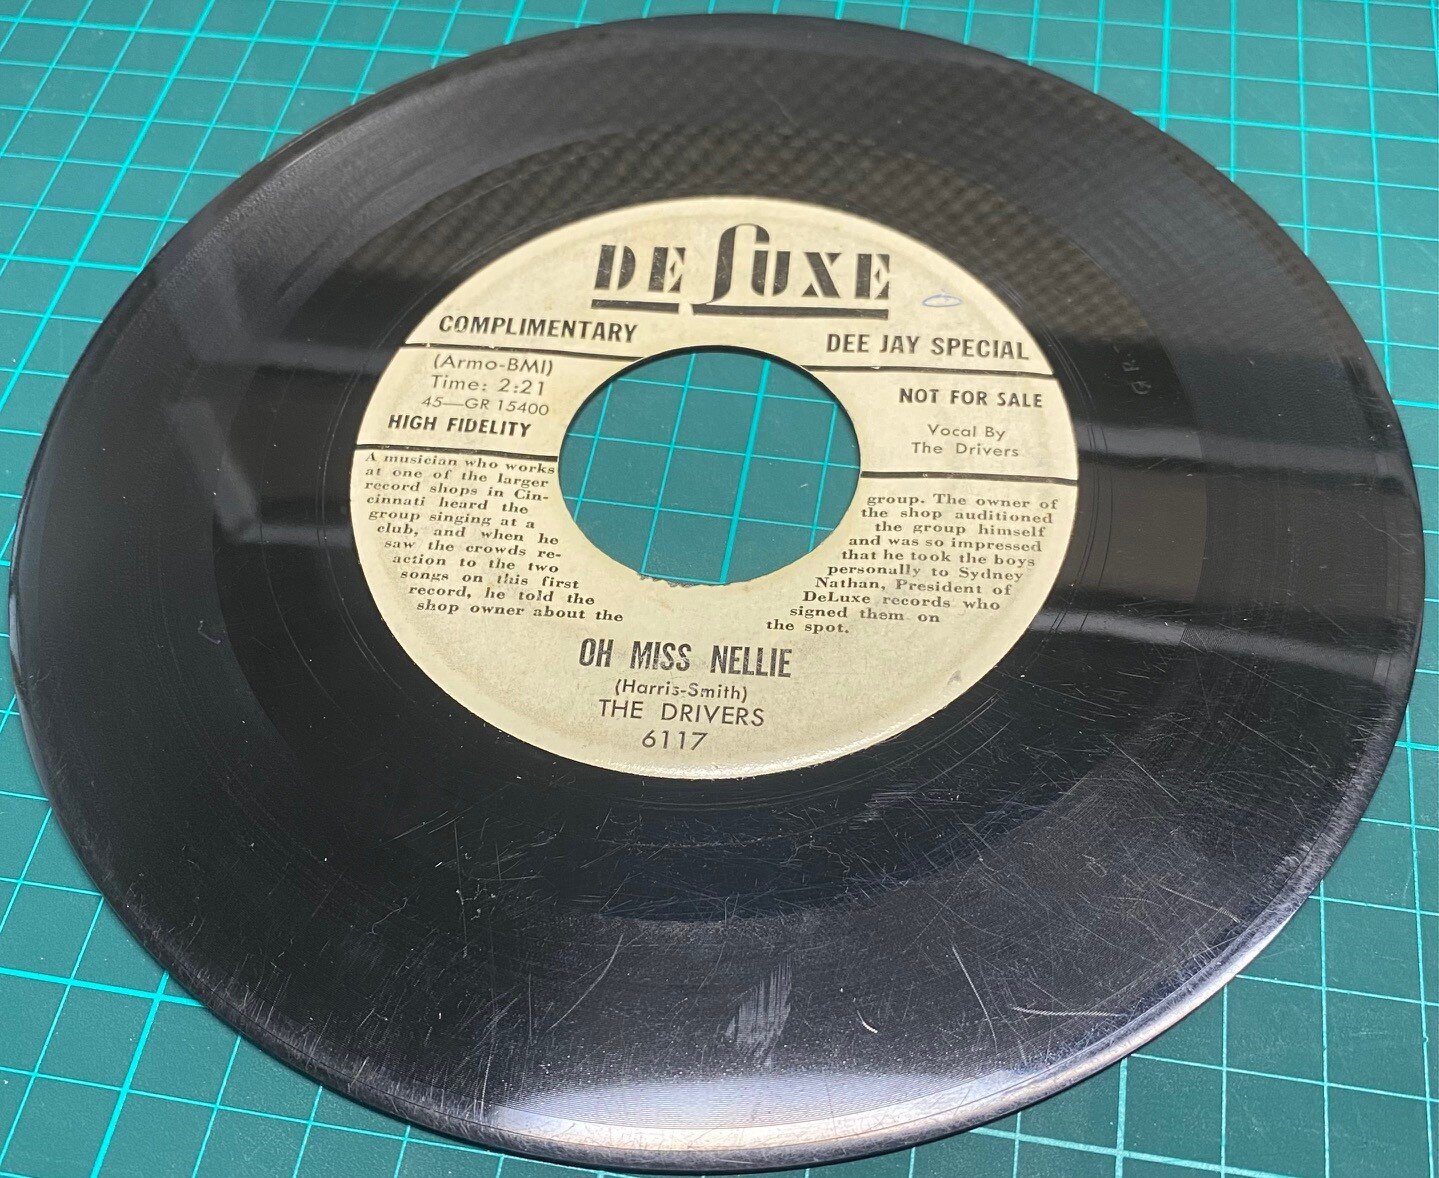 DE LUXE
COMPLIMENTARY
DEE JAY SPECIAL
(Armo-BMI)
Time: 2:21
45—GR 15400
HIGH FIDELITY
NOT FOR SALE
Vocal By
The Drivers
A musician who works
at one of the larger
record shops in Cin-
cinnati heard the
group singing at a
club, and when he
saw the crowds re-
action to the two
songs on this first
record, he told the
shop owner about the
group. The owner of
the shop auditioned
the group himself
and was so impressed
that he took the boys
personally to Sydney
Nathan, President of
DeLuxe records who
signed them on
the spot.
OH MISS NELLIE
(Harris-Smith)
THE DRIVERS
6117